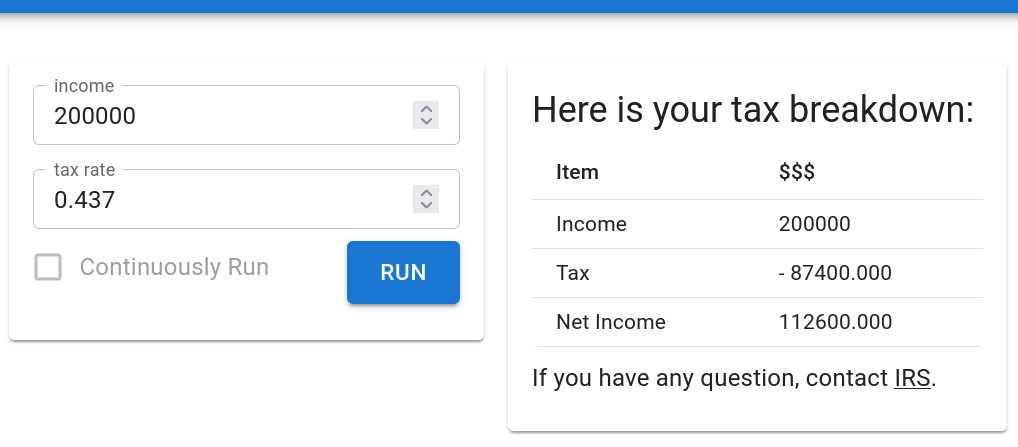 income
200000
tax rate
0.437
Continuously Run
RUN
Here is your tax breakdown:
Item $$$
Income 200000
Tax - 87400.000
Net Income 112600.000
If you have any question, contact IRS.